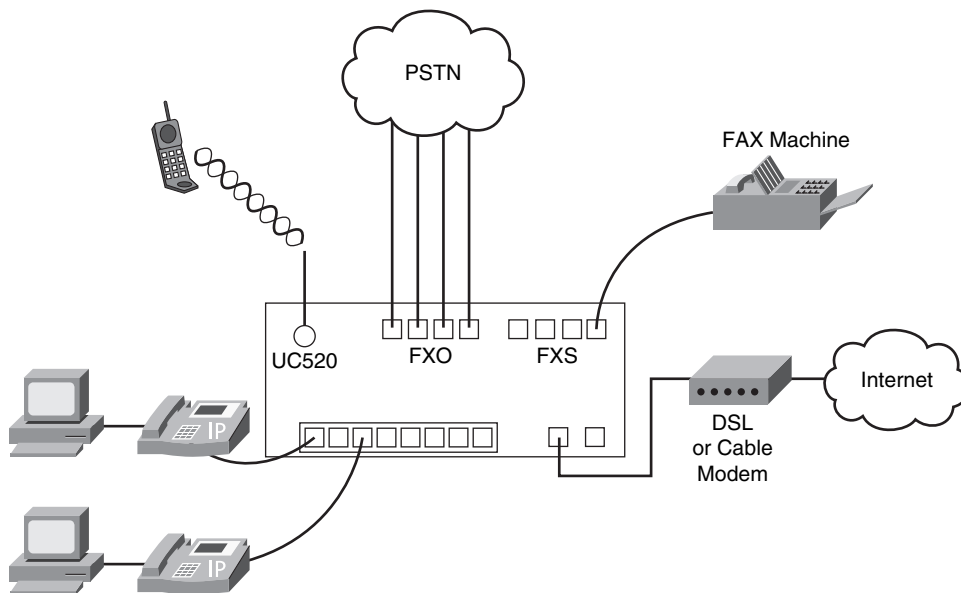 PSTN
FAX Machine
UC520
FXO
FXS
Internet
IP
DSL
or Cable
Modem
IP